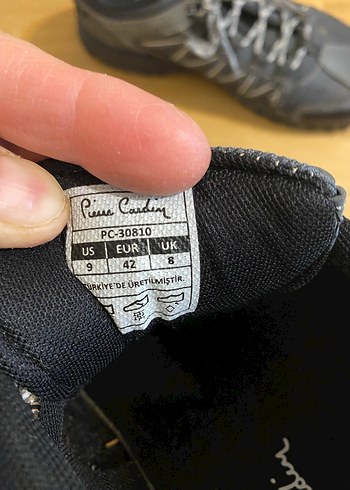 Pierre Cardin
PC-30810
US EUR UK
9 42 8
TÜRKİYE'DE ÜRETİLMİŞTİR.